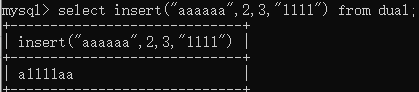 mysql> select insert("aaaaaa",2,3,"1111") from dual;
+-----------------------------+
| insert("aaaaaa",2,3,"1111") |
+-----------------------------+
| a1111aa                     |
+-----------------------------+